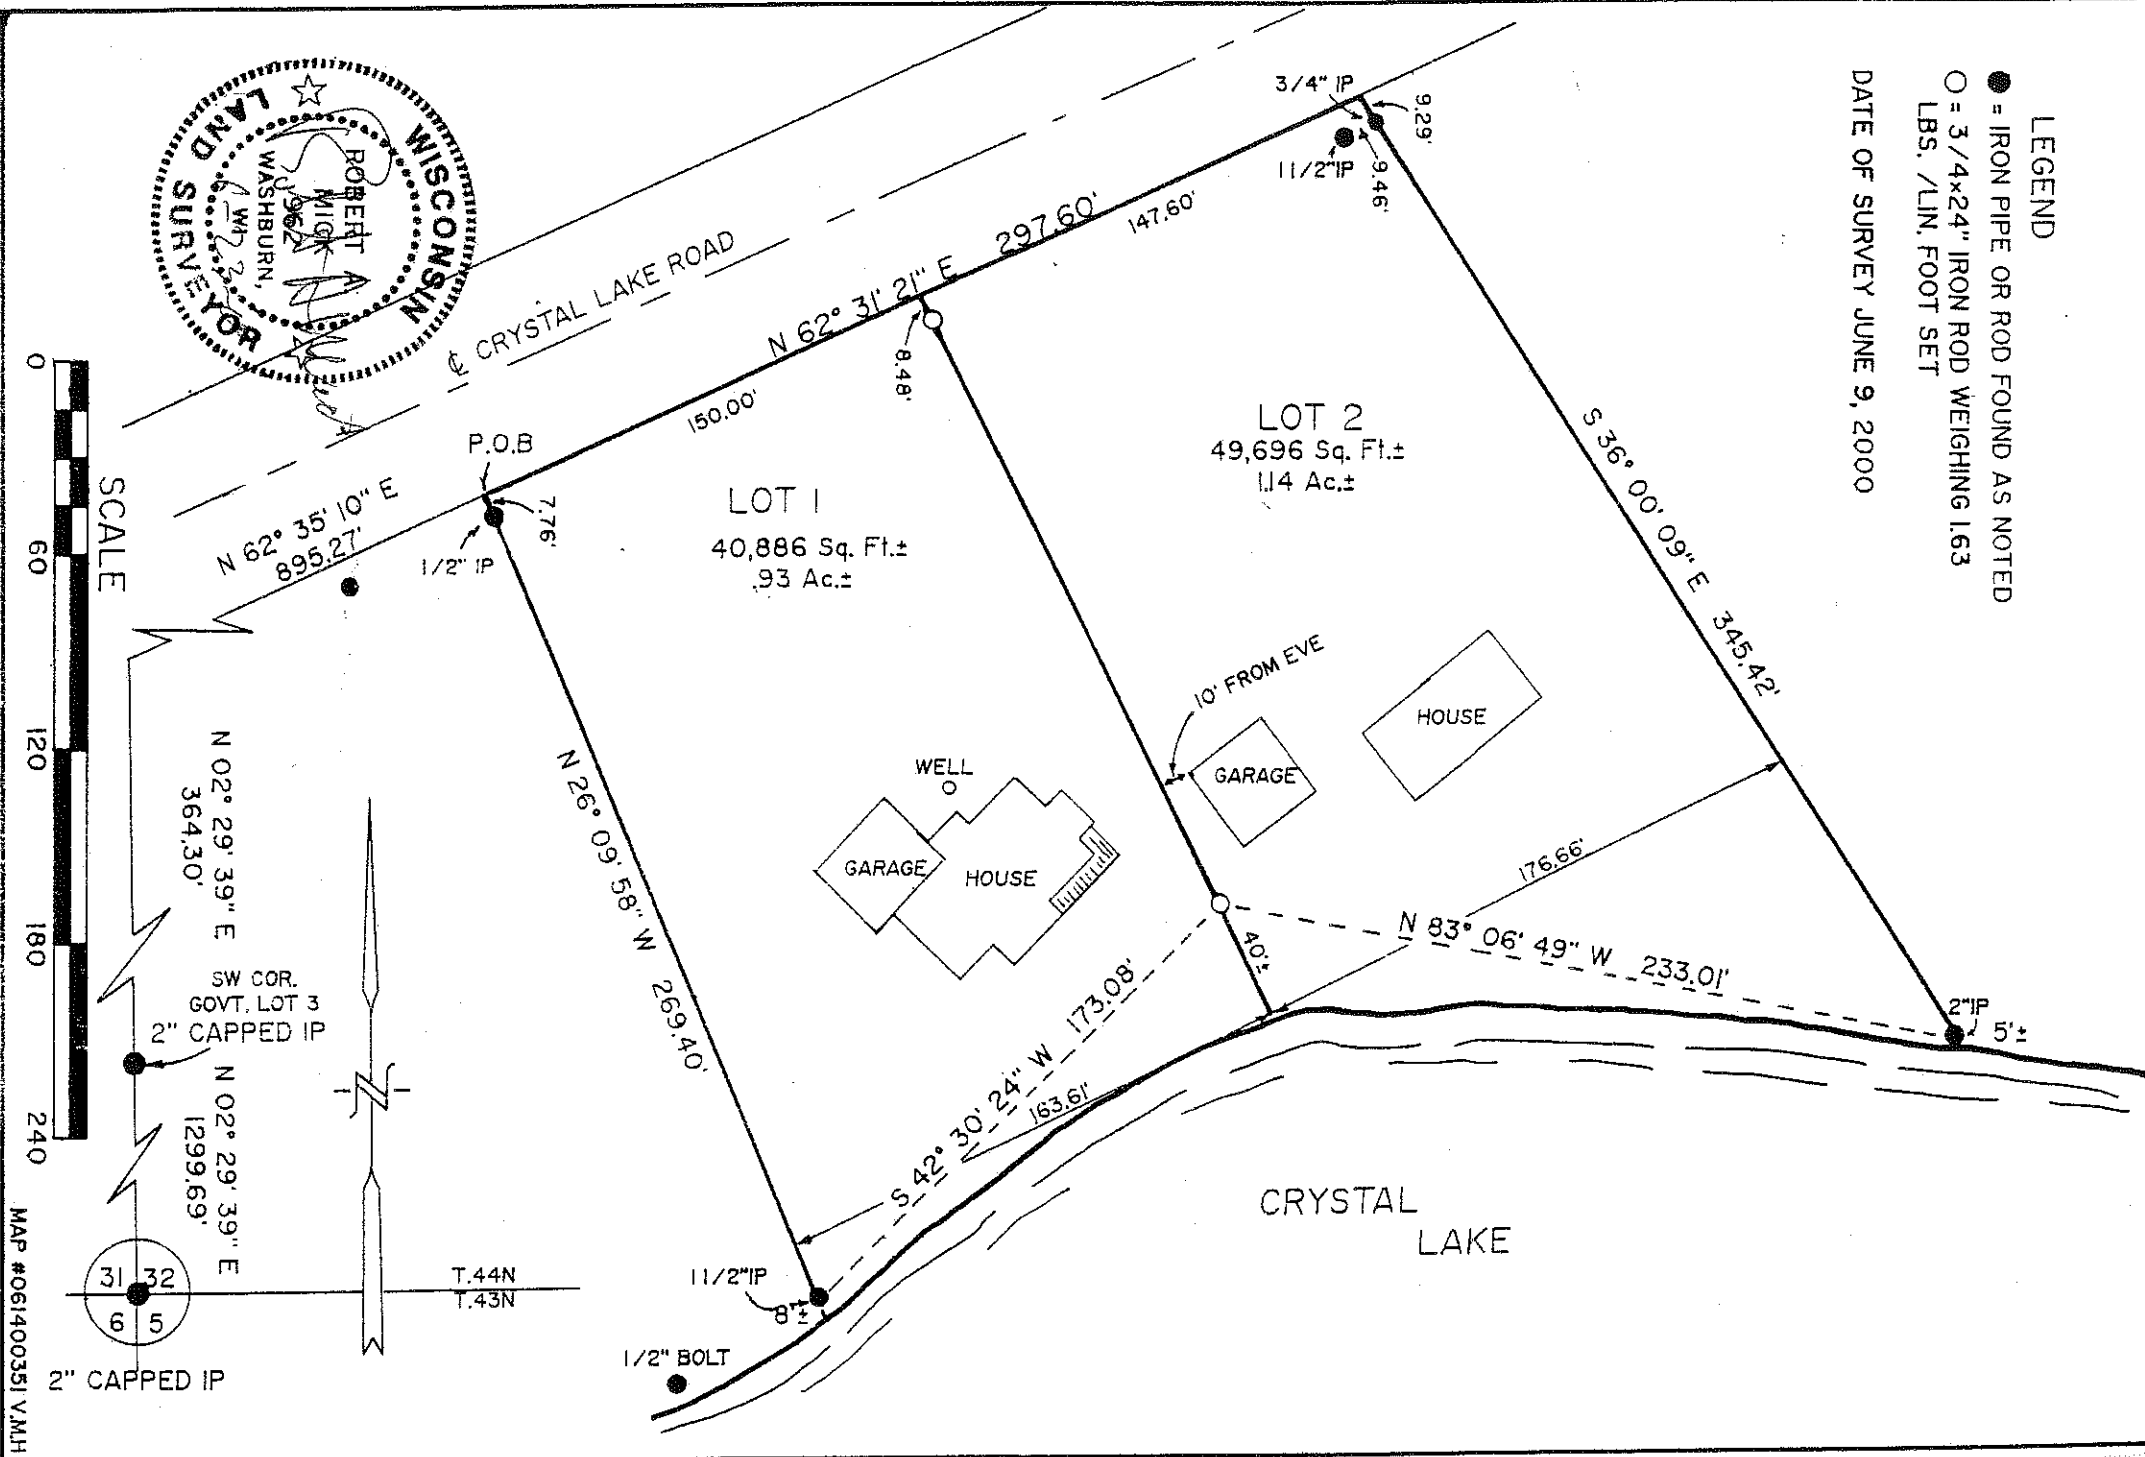 LEGEND
● = IRON PIPE OR ROD FOUND AS NOTED
○ = 3/4x24" IRON ROD WEIGHING 1.63
LBS. /LIN. FOOT SET
DATE OF SURVEY JUNE 9, 2000
WISCONSIN
LAND SURVEYOR
ROBERT A.
MICK
S-962
WASHBURN,
WI
℄ CRYSTAL LAKE ROAD
3/4" IP
9.29'
9.46'
1 1/2" IP
147.60'
297.60'
N 62° 31' 21" E
150.00'
8.48'
P.O.B
7.76'
1/2" IP
N 62° 35' 10" E
895.27'
LOT 1
40,886 Sq. Ft.±
.93 Ac.±
LOT 2
49,696 Sq. Ft.±
1.14 Ac.±
S 36° 00' 09" E 345.42'
10' FROM EVE
HOUSE
GARAGE
WELL
GARAGE
HOUSE
N 26° 09' 58" W 269.40'
176.66'
40'±
N 83° 06' 49" W 233.01'
2" IP
5'±
S 42° 30' 24" W 173.08'
163.61'
CRYSTAL
LAKE
1 1/2" IP
8'±
1/2" BOLT
SCALE
0 60 120 180 240
N 02° 29' 39" E
364.30'
SW COR.
GOVT. LOT 3
2" CAPPED IP
N 02° 29' 39" E
1299.69'
N
31 32
6 5
T.44N
T.43N
2" CAPPED IP
MAP #061400351 V.M.H